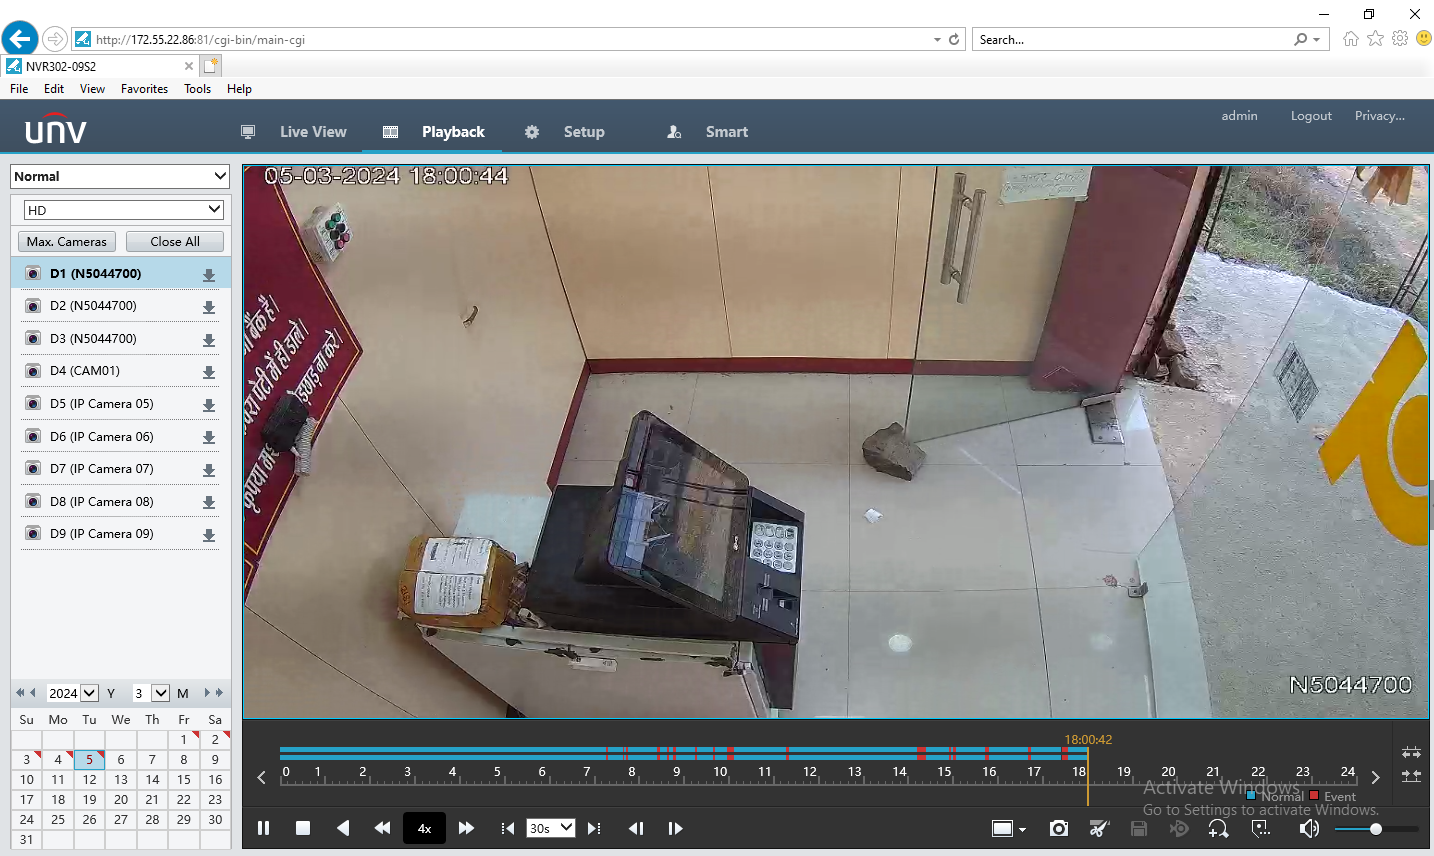 http://172.55.22.86:81/cgi-bin/main-cgi
Search...
NVR302-09S2
File Edit View Favorites Tools Help
unv
Live View
Playback
Setup
Smart
admin
Logout
Privacy...
Normal
HD
Max. Cameras
Close All
D1 (N5044700)
D2 (N5044700)
D3 (N5044700)
D4 (CAM01)
D5 (IP Camera 05)
D6 (IP Camera 06)
D7 (IP Camera 07)
D8 (IP Camera 08)
D9 (IP Camera 09)
2024 Y 3 M
Su Mo Tu We Th Fr Sa
1 2
3 4 5 6 7 8 9
10 11 12 13 14 15 16
17 18 19 20 21 22 23
24 25 26 27 28 29 30
31
05-03-2024 18:00:44
बैंक है।
पेटी में ही डाले।
ना करे।
कृपया
N5044700
18:00:42
0 1 2 3 4 5 6 7 8 9 10 11 12 13 14 15 16 17 18 19 20 21 22 23 24
Normal Event
Activate Windows
Go to Settings to activate Windows.
4x
30s